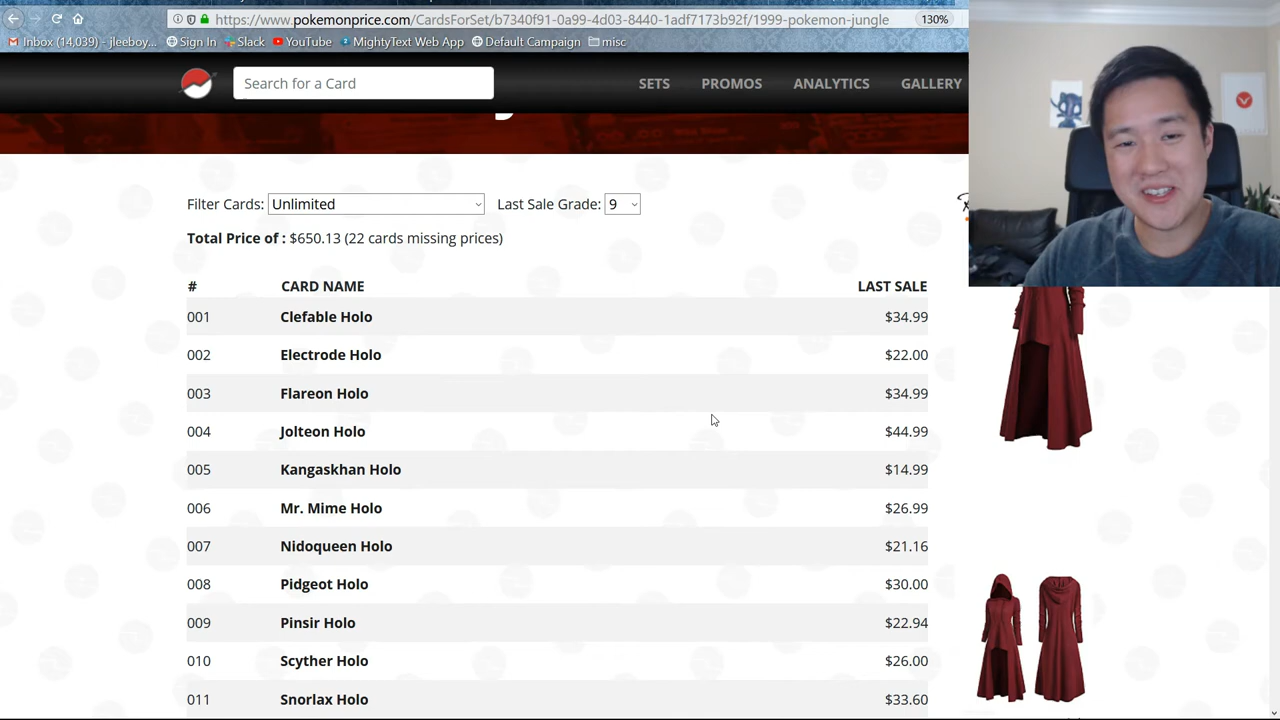 https://www.pokemonprice.com/CardsForSet/b7340f91-0a99-4d03-8440-1adf7173b92f/1999-pokemon-jungle
130%
Inbox (14,039) - jleeboy... Sign In Slack YouTube MightyText Web App Default Campaign misc
Search for a Card
SETS PROMOS ANALYTICS GALLERY
Filter Cards: Unlimited Last Sale Grade: 9
Total Price of : $650.13 (22 cards missing prices)
# CARD NAME LAST SALE
001 Clefable Holo $34.99
002 Electrode Holo $22.00
003 Flareon Holo $34.99
004 Jolteon Holo $44.99
005 Kangaskhan Holo $14.99
006 Mr. Mime Holo $26.99
007 Nidoqueen Holo $21.16
008 Pidgeot Holo $30.00
009 Pinsir Holo $22.94
010 Scyther Holo $26.00
011 Snorlax Holo $33.60